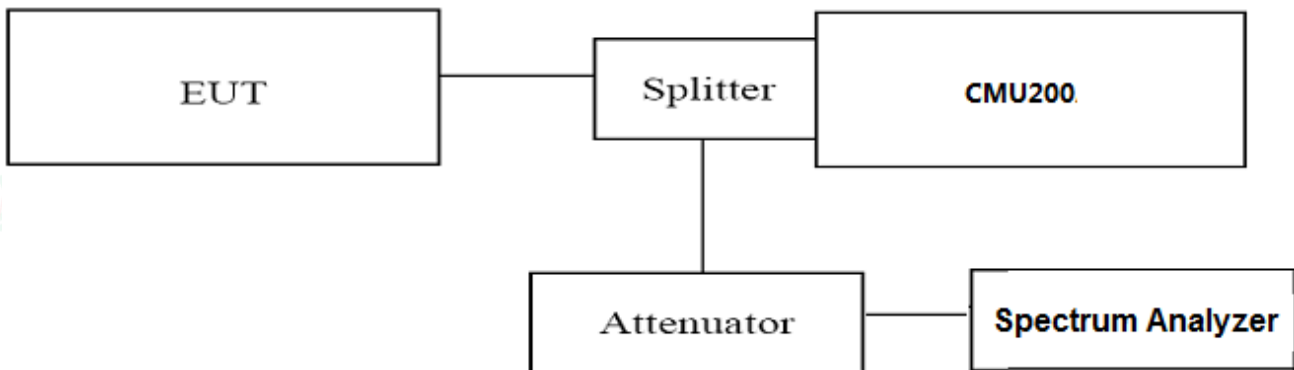 EUT
Splitter
CMU200
Attenuator
Spectrum Analyzer